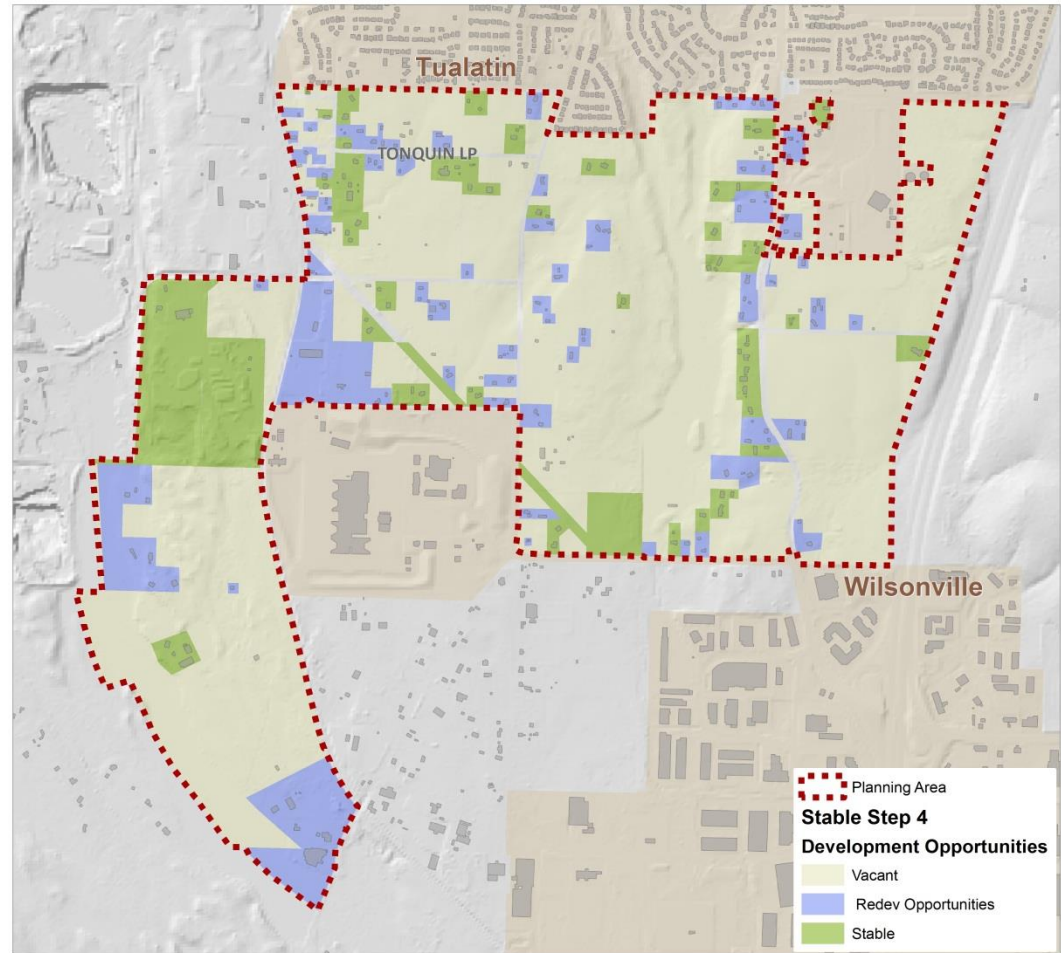 Tualatin
TONQUIN LP
Wilsonville
Planning Area
Stable Step 4
Development Opportunities
Vacant
Redev Opportunities
Stable